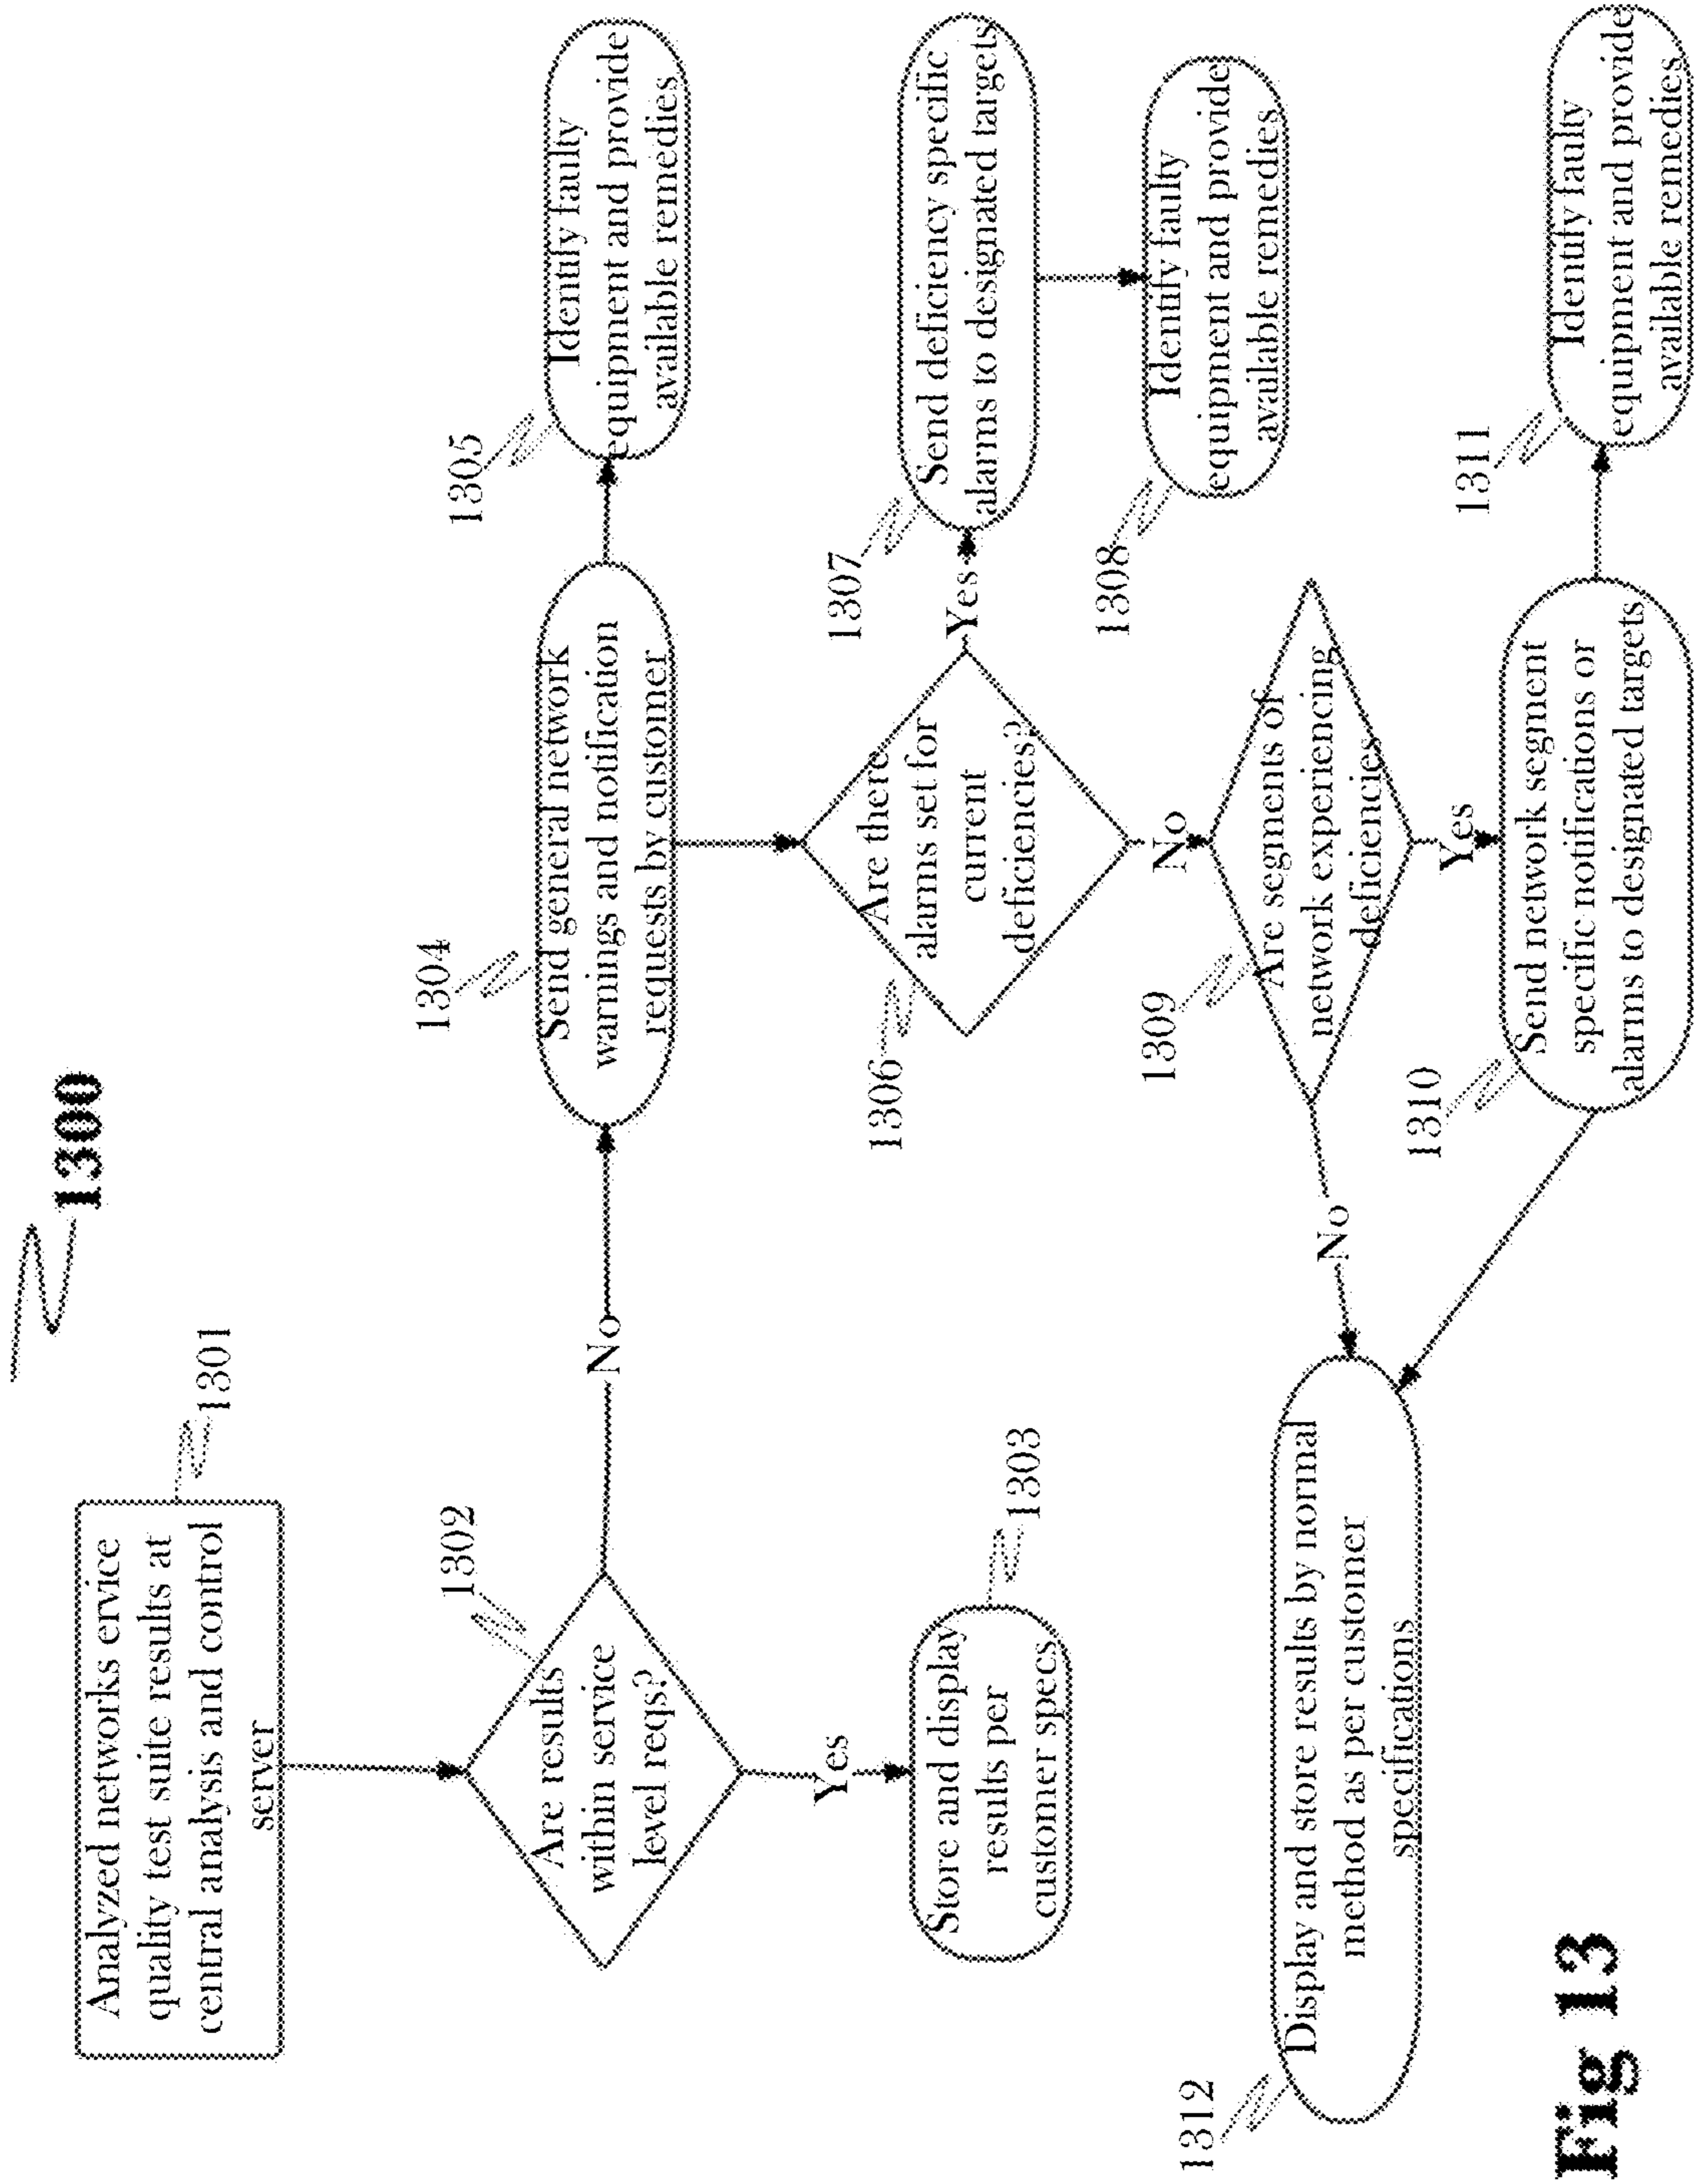 1300
Analyzed networks ervice
quality test suite results at
central analysis and control
server
1301
Are results
within service
level reqs?
1302
Yes
Store and display
results per
customer specs
1303
No
Send general network
warnings and notification
requests by customer
1304
Identify faulty
equipment and provide
available remedies
1305
Are there
alarms set for
current
deficiencies?
1306
Yes
Send deficiency specific
alarms to designated targets
1307
Identify faulty
equipment and provide
available remedies
1308
No
Are segments of
network experiencing
deficiencies
1309
Yes
Send network segment
specific notifications or
alarms to designated targets
1310
Identify faulty
equipment and provide
available remedies
1311
No
Display and store results by normal
method as per customer
specifications
1312
Fig 13